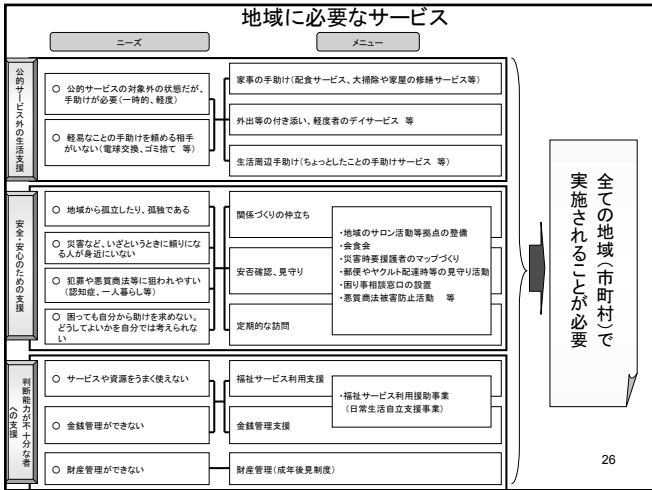 地域に必要なサービス
ニーズ
メニュー
公的サービス外の生活支援
○ 公的サービスの対象外の状態だが、
手助けが必要(一時的、軽度)
○ 軽易なことの手助けを頼める相手
がいない(電球交換、ゴミ捨て 等)
家事の手助け(配食サービス、大掃除や家屋の修繕サービス等)
外出等の付き添い、軽度者のデイサービス 等
生活周辺手助け(ちょっとしたことの手助けサービス 等)
安全・安心のための支援
○ 地域から孤立したり、孤独である
○ 災害など、いざというときに頼りにな
る人が身近にいない
○ 犯罪や悪質商法等に狙われやすい
(認知症、一人暮らし等)
○ 困っても自分から助けを求めない。
どうしてよいかを自分では考えられな
い
関係づくりの仲立ち
安否確認、見守り
定期的な訪問
・地域のサロン活動等拠点の整備
・会食会
・災害時要援護者のマップづくり
・郵便やヤクルト配達時等の見守り活動
・困り事相談窓口の設置
・悪質商法被害防止活動 等
判断能力が不十分な者
への支援
○ サービスや資源をうまく使えない
○ 金銭管理ができない
○ 財産管理ができない
福祉サービス利用支援
金銭管理支援
財産管理(成年後見制度)
・福祉サービス利用援助事業
(日常生活自立支援事業)
全ての地域(市町村)で
実施されることが必要
26